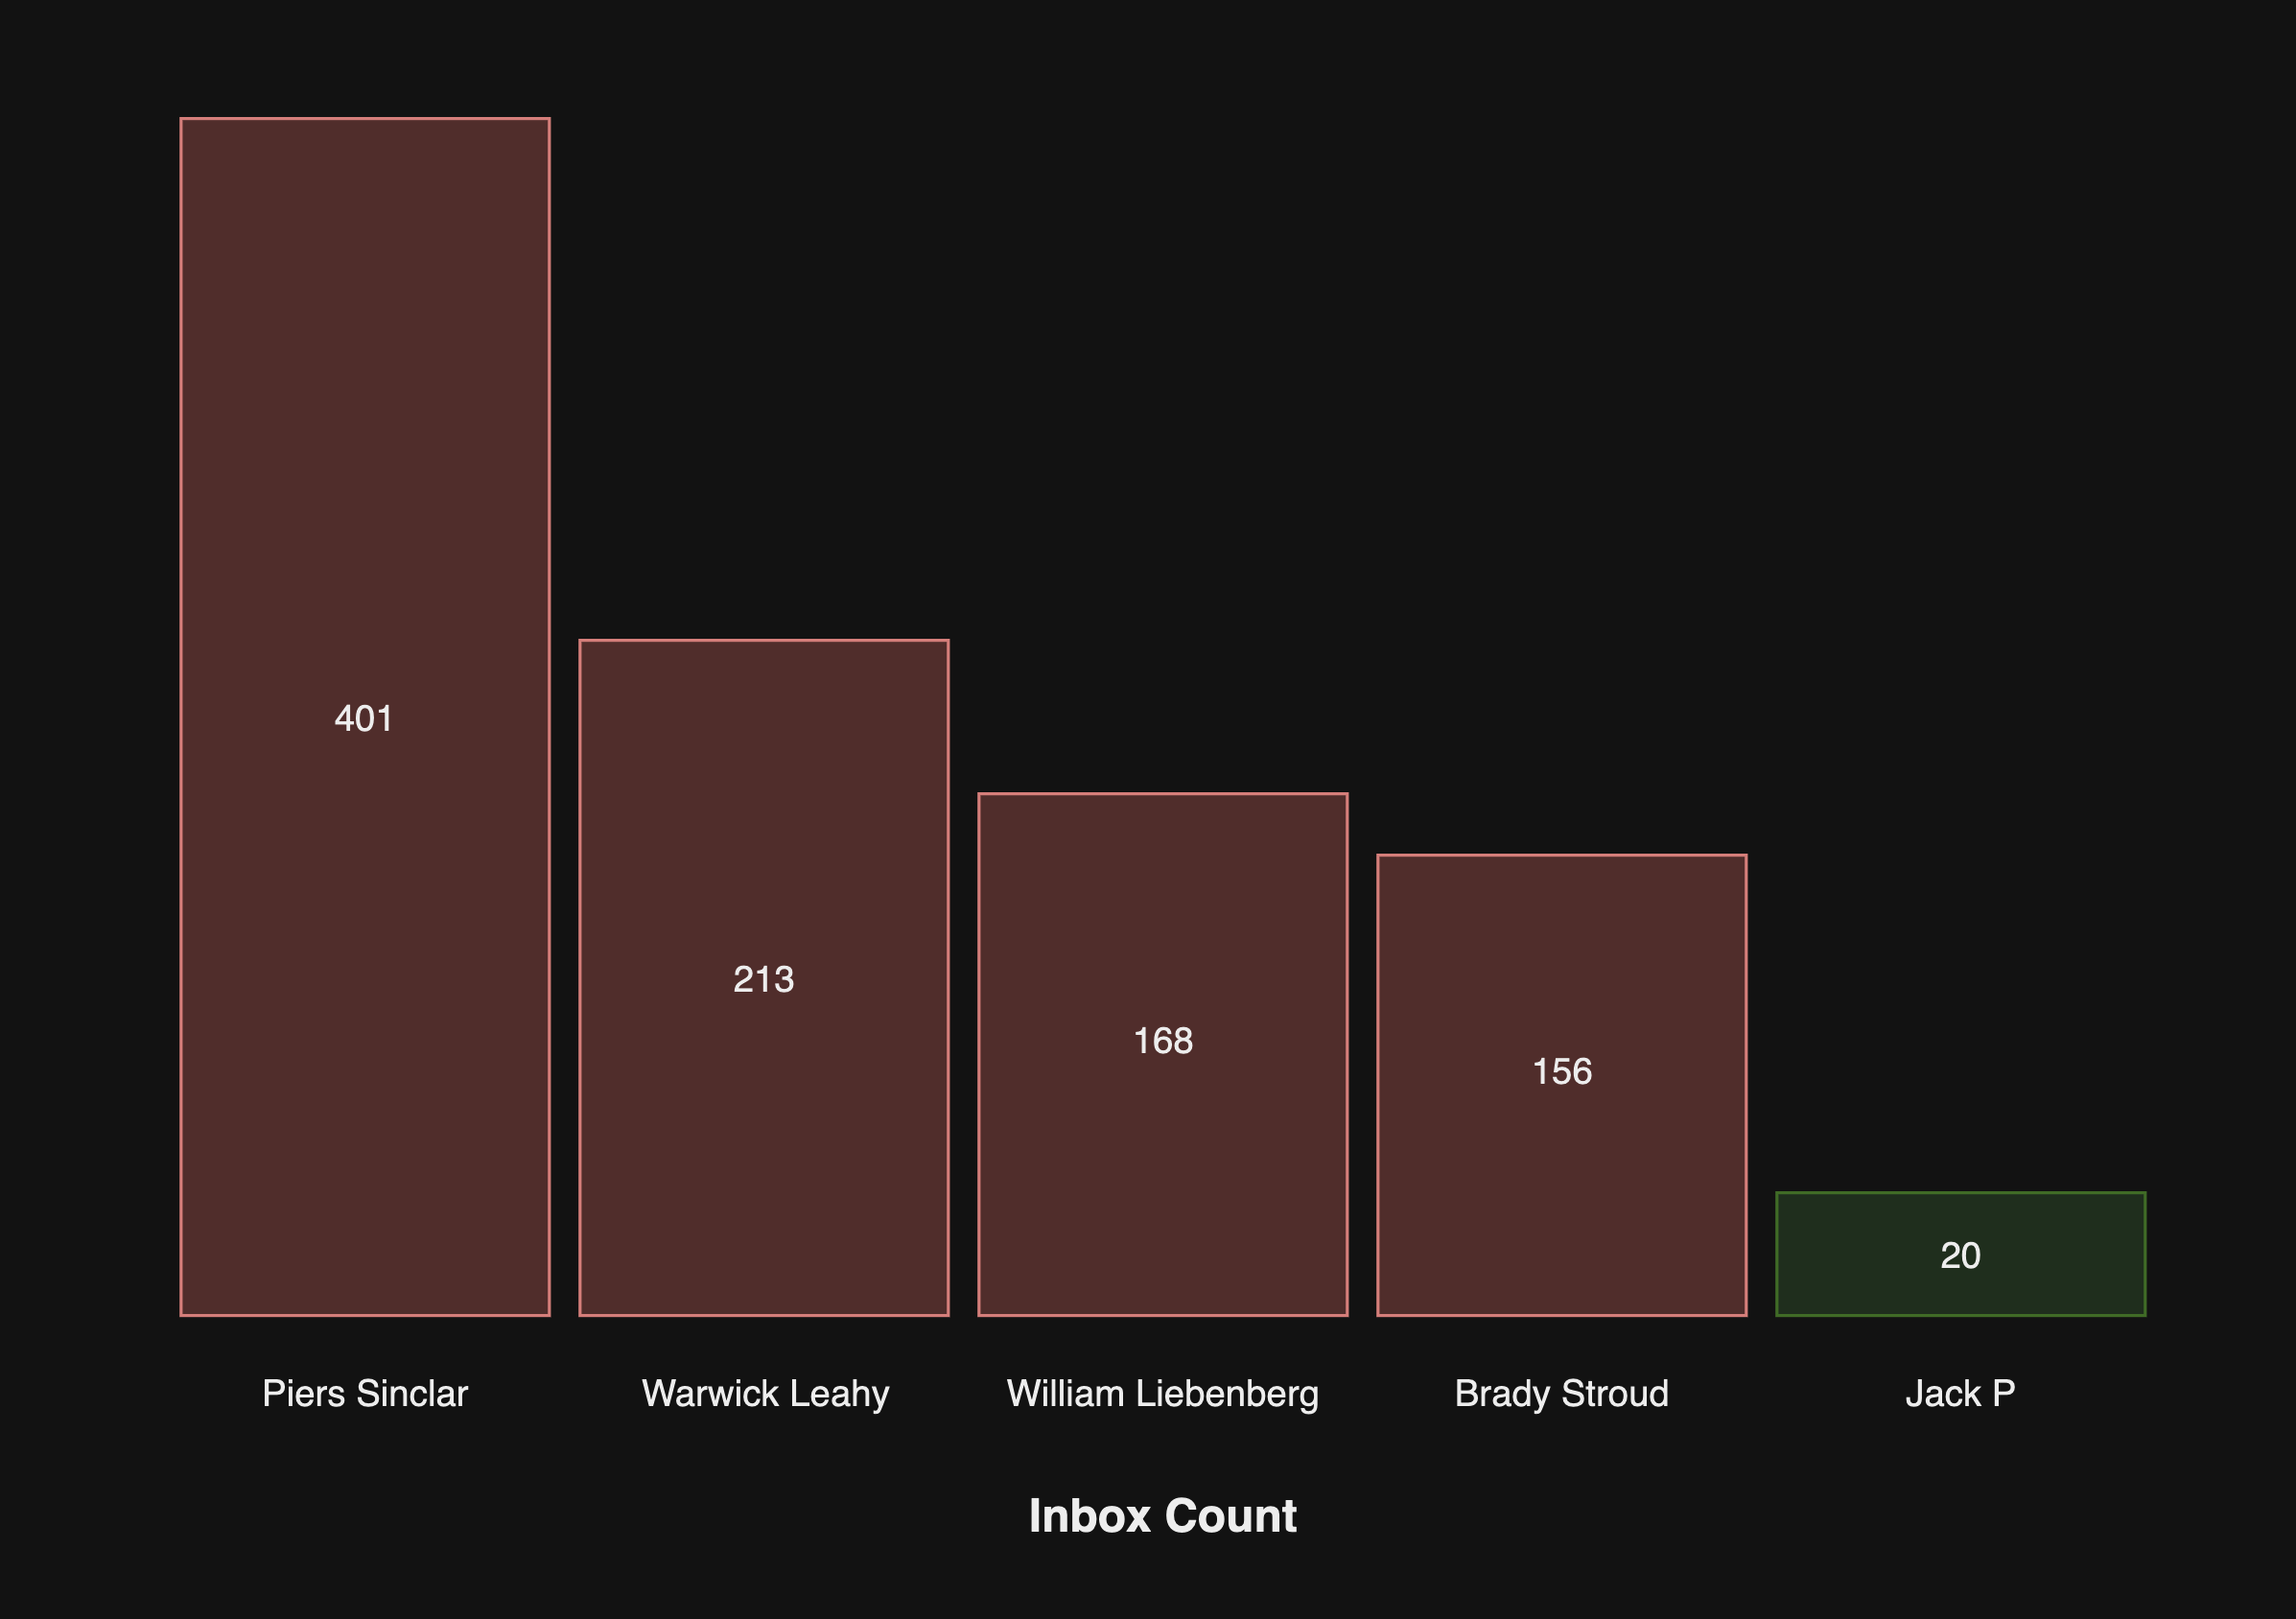 401
213
168
156
20
Piers Sinclar
Warwick Leahy
William Liebenberg
Brady Stroud
Jack P
Inbox Count